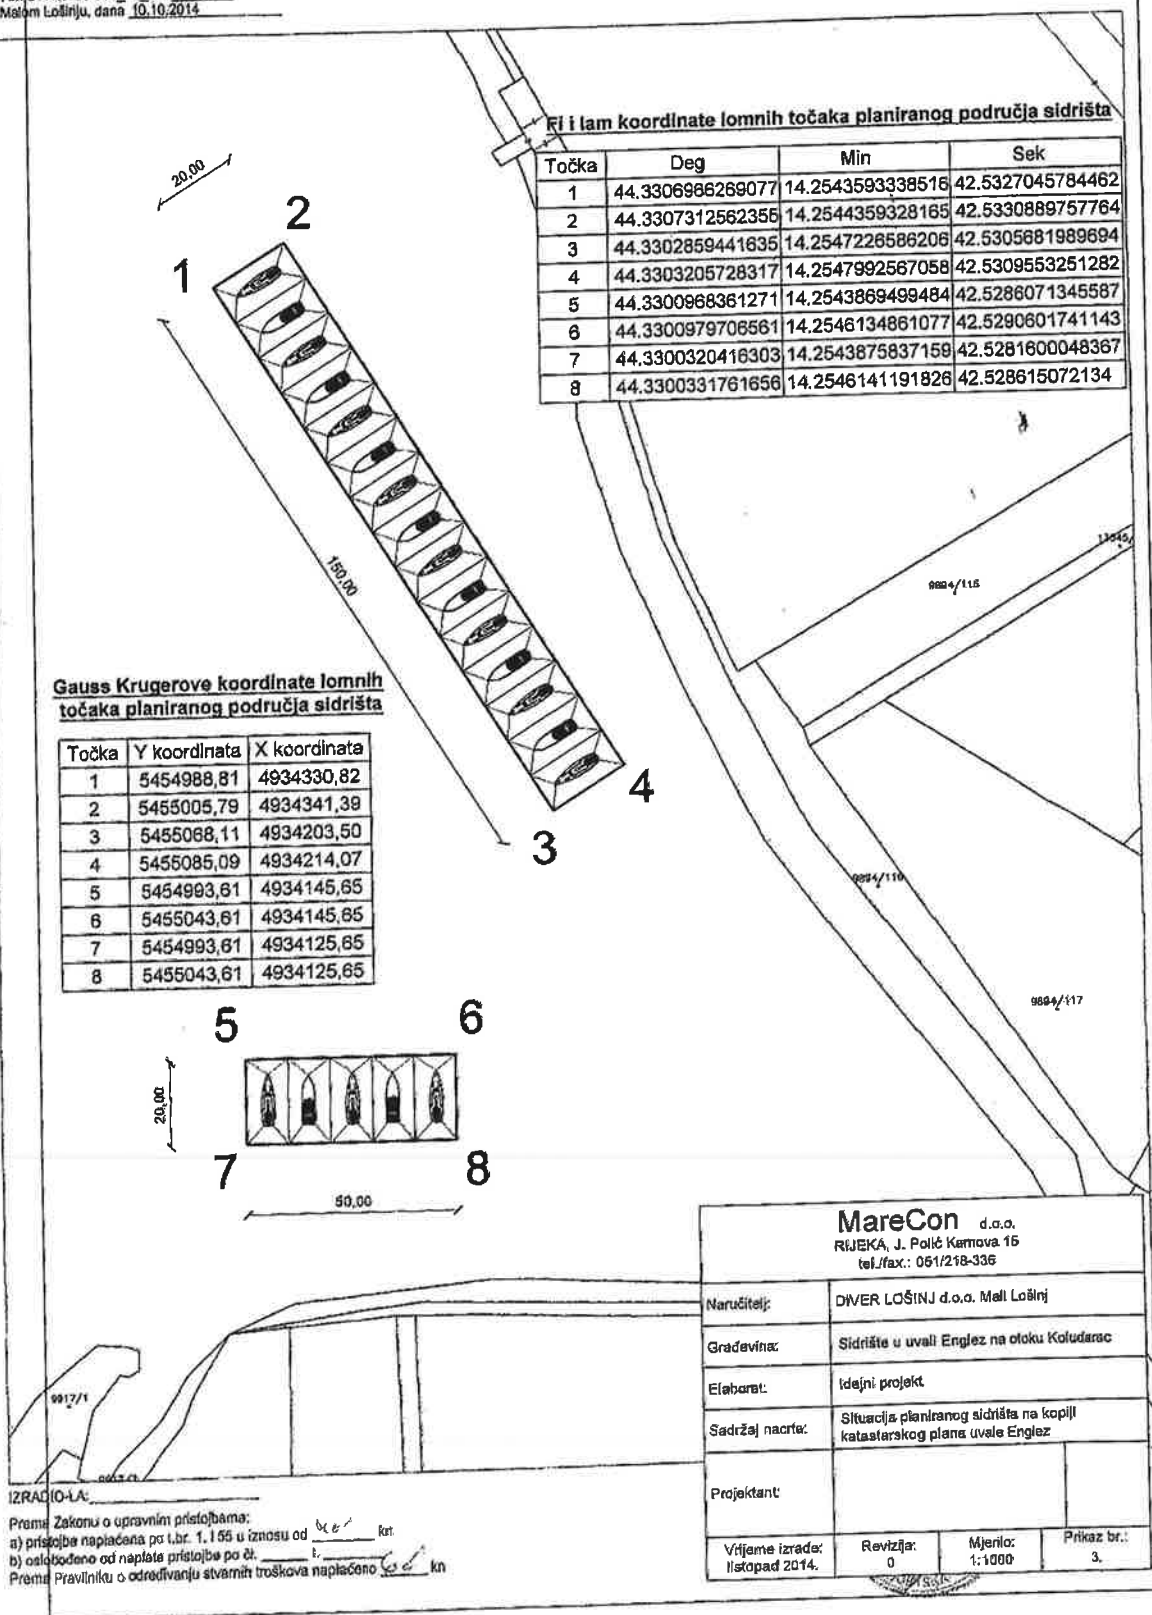 Malom Lošinju, dana 10.10.2014
Fi i lam koordinate lomnih točaka planiranog područja sidrišta
Točka Deg Min Sek
1 44.3306986269077 14.2543593338516 42.5327045784462
2 44.3307312562355 14.2544359328165 42.5330889757764
3 44.3302859441635 14.2547226586206 42.5305681989694
4 44.3303205728317 14.2547992567058 42.5309553251282
5 44.3300968361271 14.2543869499484 42.5286071345587
6 44.3300979706561 14.2546134861077 42.5290601741143
7 44.3300320416303 14.2543875837159 42.5281600048367
8 44.3300331761656 14.2546141191826 42.528615072134
20,00
2
1
150,00
9894/116
Gauss Krugerove koordinate lomnih
točaka planiranog područja sidrišta
Točka Y koordinata X koordinata
1 5454988,81 4934330,82
2 5455005,79 4934341,39
3 5455068,11 4934203,50
4 5455085,09 4934214,07
5 5454993,61 4934145,65
6 5455043,61 4934145,65
7 5454993,61 4934125,65
8 5455043,61 4934125,65
4
3
9894/117
5
6
20,00
7
8
50,00
MareCon d.o.o.
RIJEKA, J. Polić Kamova 15
tel./fax.: 051/218-336
Naručitelj: DIVER LOŠINJ d.o.o. Mali Lošinj
Građevina: Sidrište u uvali Englez na otoku Koludarac
Elaborat: Idejni projekt
Sadržaj nacrta: Situacija planiranog sidrišta na kopiji
katastarskog plana uvale Englez
Projektant:
Vrijeme izrade: Revizija: Mjerilo: Prikaz br.:
listopad 2014. 0 1:1000 3.
9917/1
IZRADIO-LA:
Prema Zakonu o upravnim pristojbama:
a) pristojba naplaćena po t.br. 1. i 55 u iznosu od kn
b) oslobođeno od naplate pristojbe po čl. t.
Prema Pravilniku o određivanju stvarnih troškova naplaćeno kn